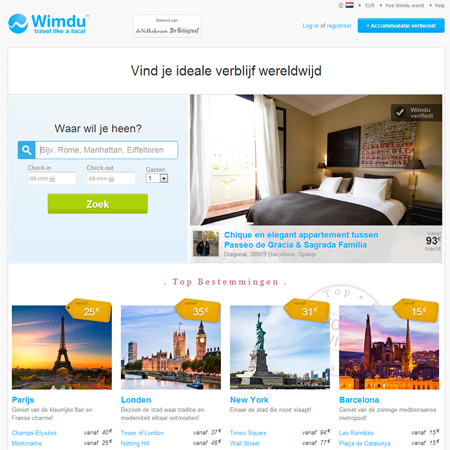 Wimdu™
travel like a local
Bekend van
de Volkskrant De Telegraaf
EUR
Hoe Wimdu werkt
Help
Log in of registreer
+ Accommodatie verhuren!
Vind je ideale verblijf wereldwijd
Waar wil je heen?
Bijv. Rome, Manhattan, Eiffeltoren
Check-in
Check-out
Gasten
dd-mm-jjjj
dd-mm-jjjj
1
Zoek
Wimdu
verified!
Chique en elegant appartement tussen
Passeo de Gracia & Sagrada Familia
Diagonal, 08009 Barcelona, Spanje
Vanaf
93€
/nacht
. Top Bestemmingen .
Top
vanaf
25€
vanaf
35€
vanaf
31€
vanaf
15€
Parijs
Geniet van de kleurrijke flair en
Franse charme!
Champs-Elysées vanaf 40€
Montmartre vanaf 25€
Londen
Bezoek de stad waar traditie en
moderniteit elkaar ontmoeten!
Tower of London vanaf 37€
Notting Hill vanaf 46€
New York
Ervaar de stad die nooit slaapt!
Times Square vanaf 94€
Wall Street vanaf 77€
Barcelona
Geniet van de zonnige mediterraanse
metropool!
Las Ramblas vanaf 15€
Plaça de Catalunya vanaf 15€